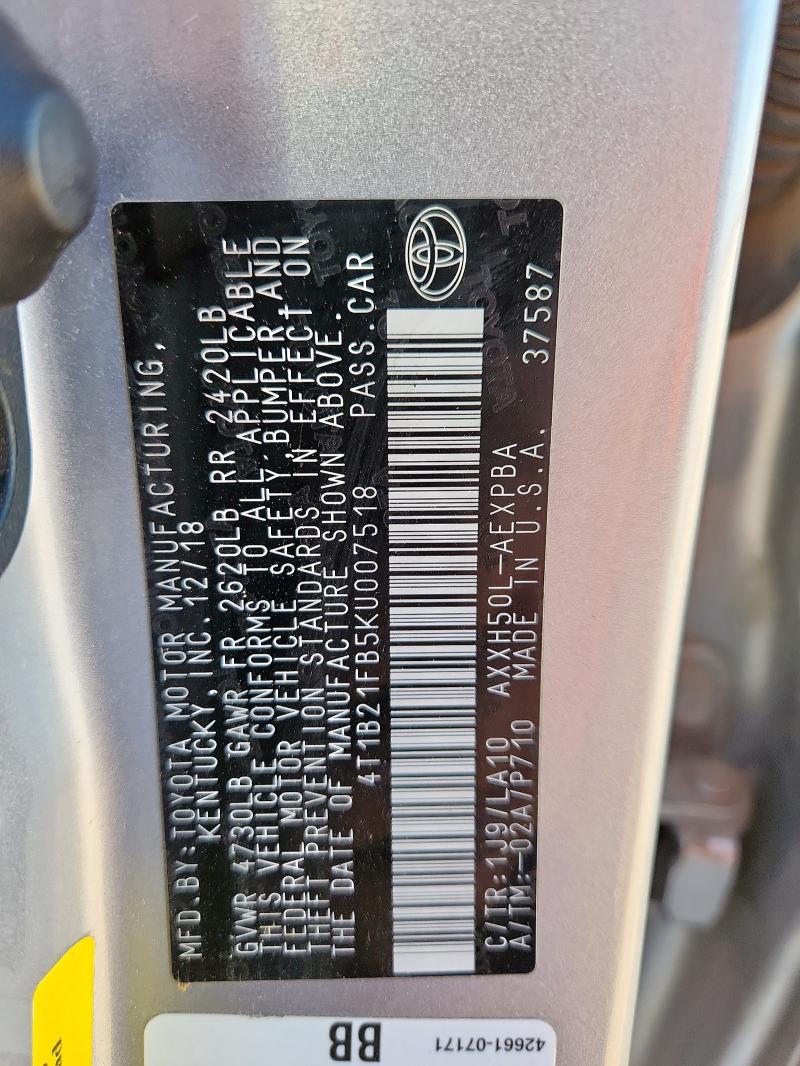 MFD.BY:TOYOTA MOTOR MANUFACTURING,
KENTUCKY, INC. 12/18
GVWR 4730LB GAWR FR 2620LB RR 2420LB
THIS VEHICLE CONFORMS TO ALL APPLICABLE
FEDERAL MOTOR VEHICLE SAFETY,BUMPER,AND
THEFT PREVENTION STANDARDS IN EFFECT ON
THE DATE OF MANUFACTURE SHOWN ABOVE.
4T1B21FB5KU007518 PASS.CAR
C/TR:1J9/LA10 AXXH50L-AEXPBA
A/TM:-02A/P710 MADE IN U.S.A. 37587
BB
42661-07171